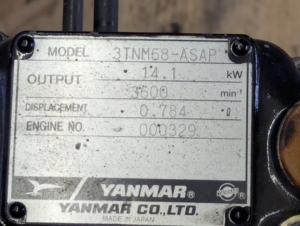 MODEL 3TNM68-ASAP
OUTPUT 14.1 kW
3600 min⁻¹
DISPLACEMENT 0.784 ℓ
ENGINE NO. 000329
YANMAR®
YANMAR CO., LTD.
MADE IN JAPAN